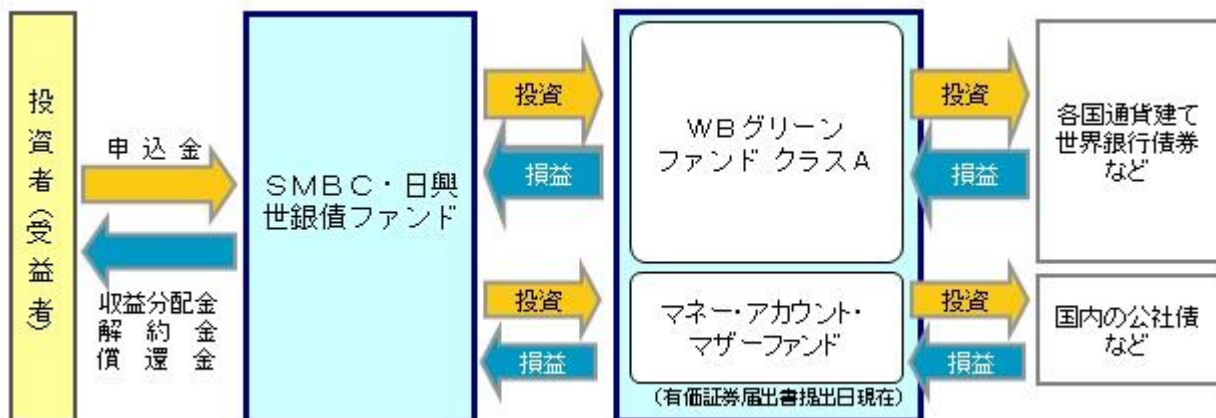 投資者(受益者)
申込金
収益分配金
解約金
償還金
SMBC・日興
世銀債ファンド
投資
損益
投資
損益
WBグリーン
ファンド クラスA
マネー・アカウント・
マザーファンド
(有価証券届出書提出日現在)
投資
損益
投資
損益
各国通貨建て
世界銀行債券
など
国内の公社債
など